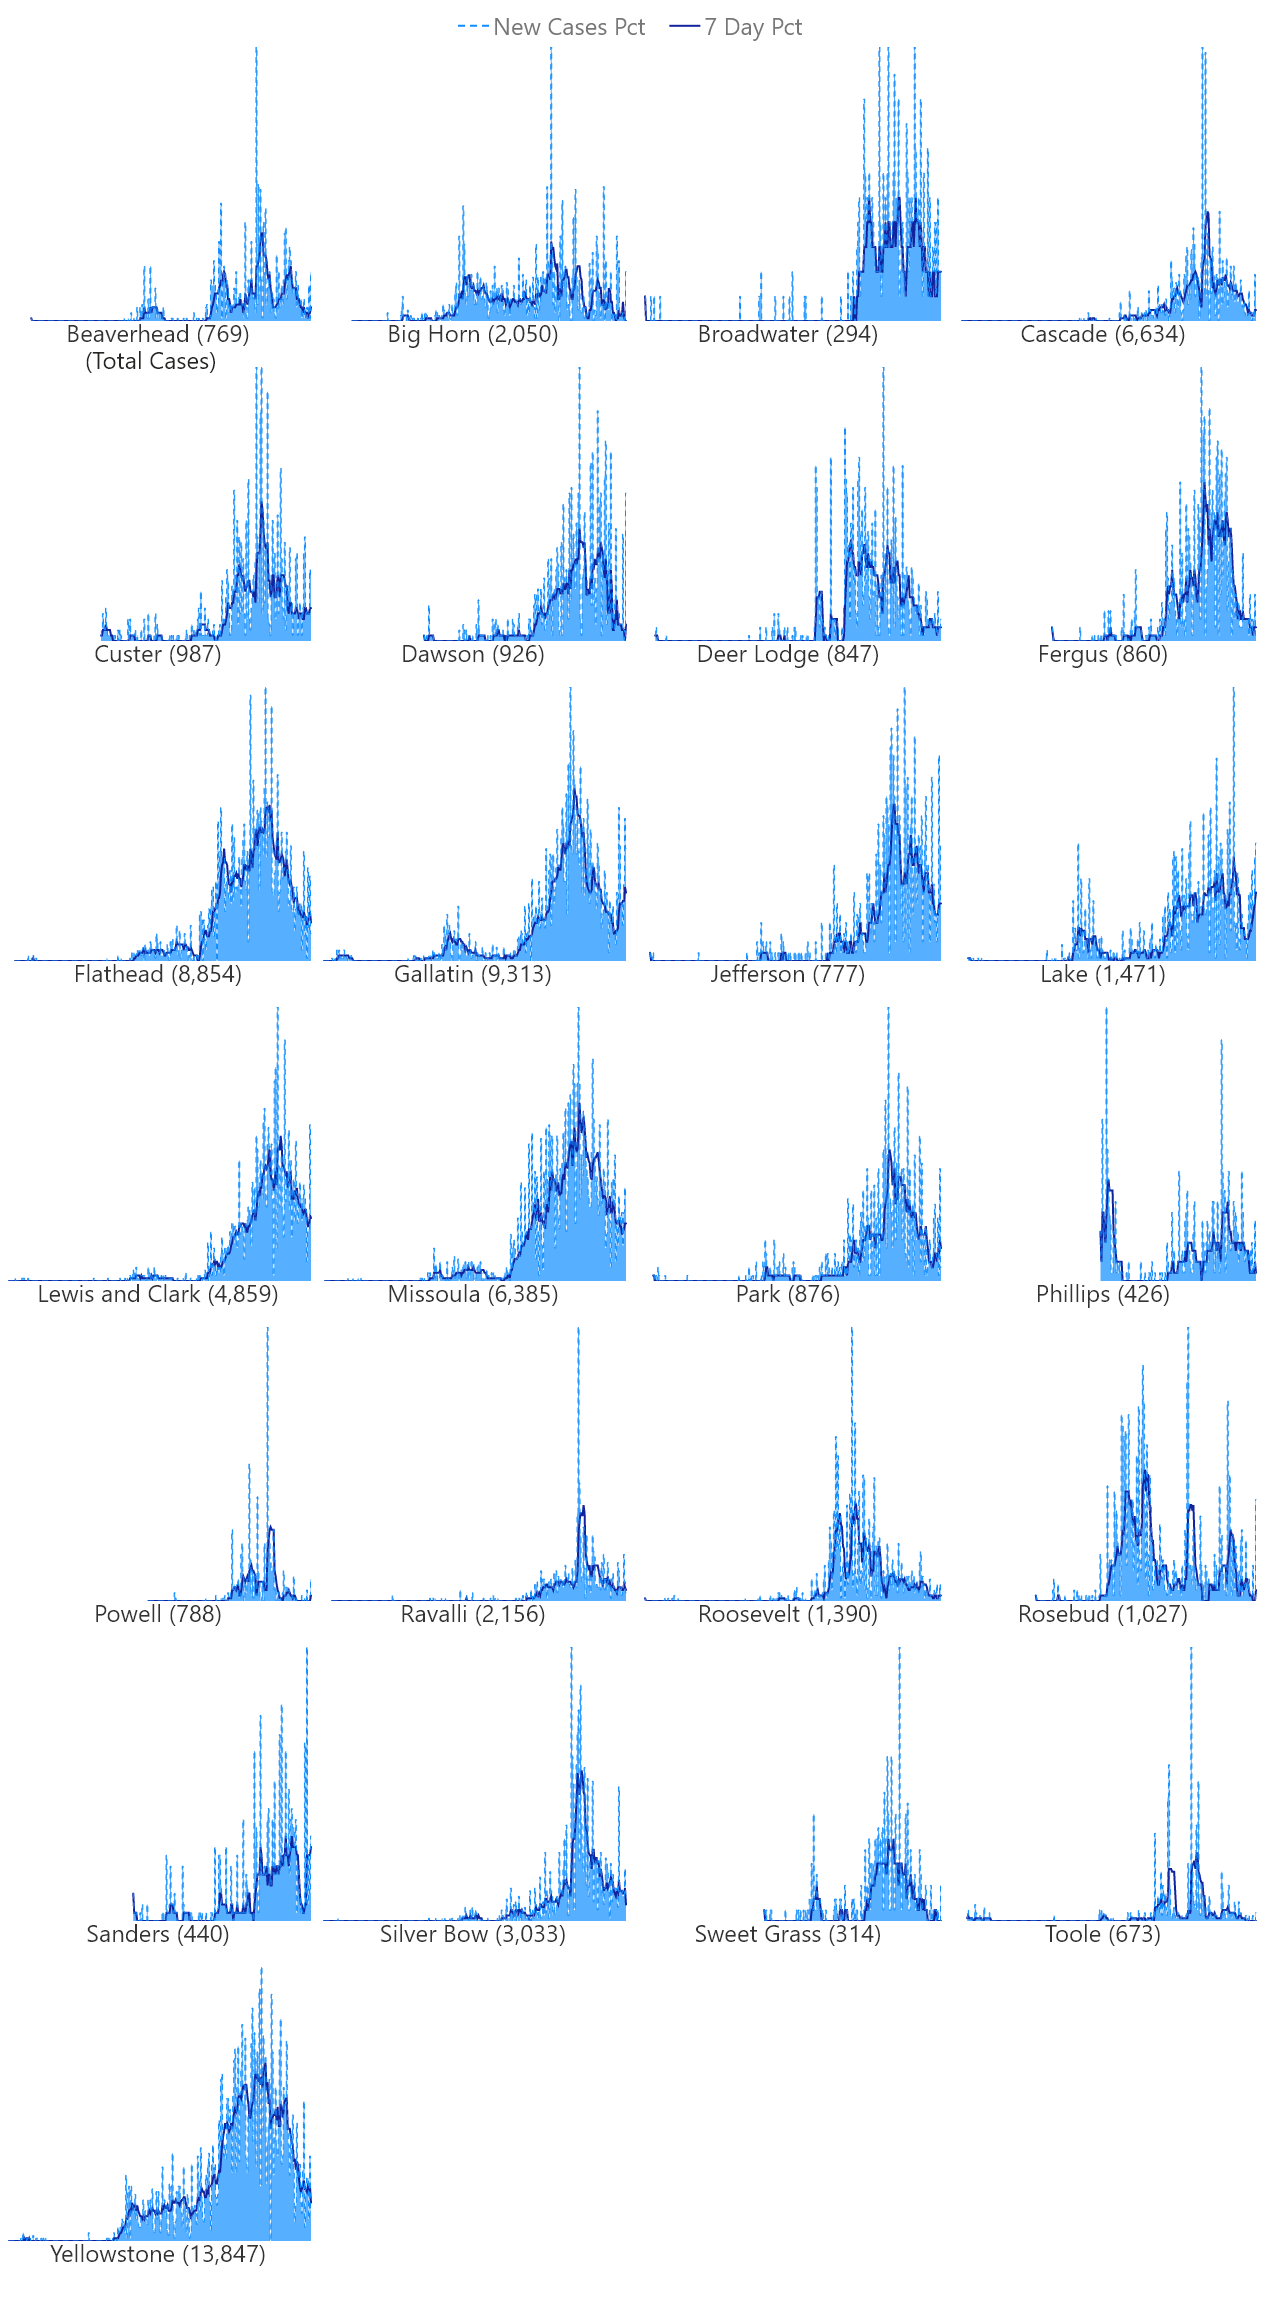 New Cases Pct 7 Day Pct
Beaverhead (769) Big Horn (2,050) Broadwater (294) Cascade (6,634)
(Total Cases)
Custer (987) Dawson (926) Deer Lodge (847) Fergus (860)
Flathead (8,854) Gallatin (9,313) Jefferson (777) Lake (1,471)
Lewis and Clark (4,859) Missoula (6,385) Park (876) Phillips (426)
Powell (788) Ravalli (2,156) Roosevelt (1,390) Rosebud (1,027)
Sanders (440) Silver Bow (3,033) Sweet Grass (314) Toole (673)
Yellowstone (13,847)